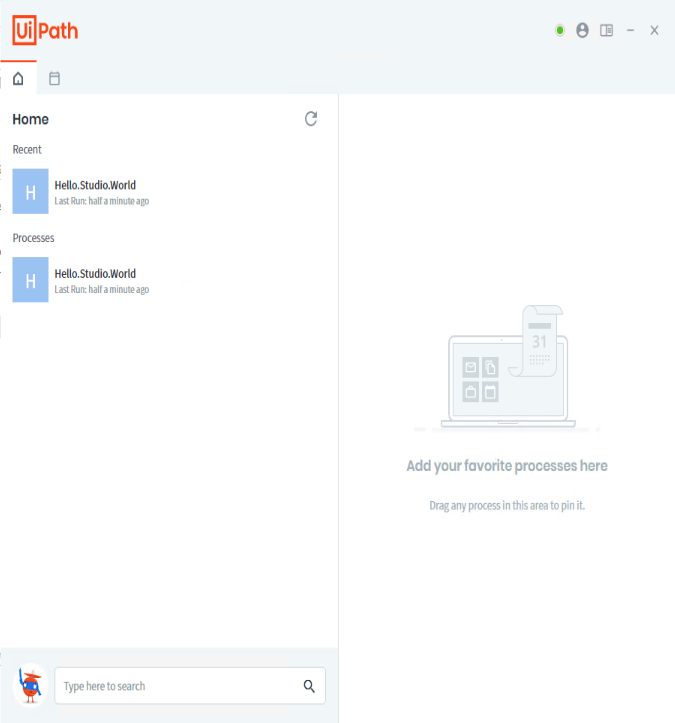 UiPath
Home
Recent
H
Hello.Studio.World
Last Run: half a minute ago
Processes
H
Hello.Studio.World
Last Run: half a minute ago
31
Add your favorite processes here
Drag any process in this area to pin it.
Type here to search